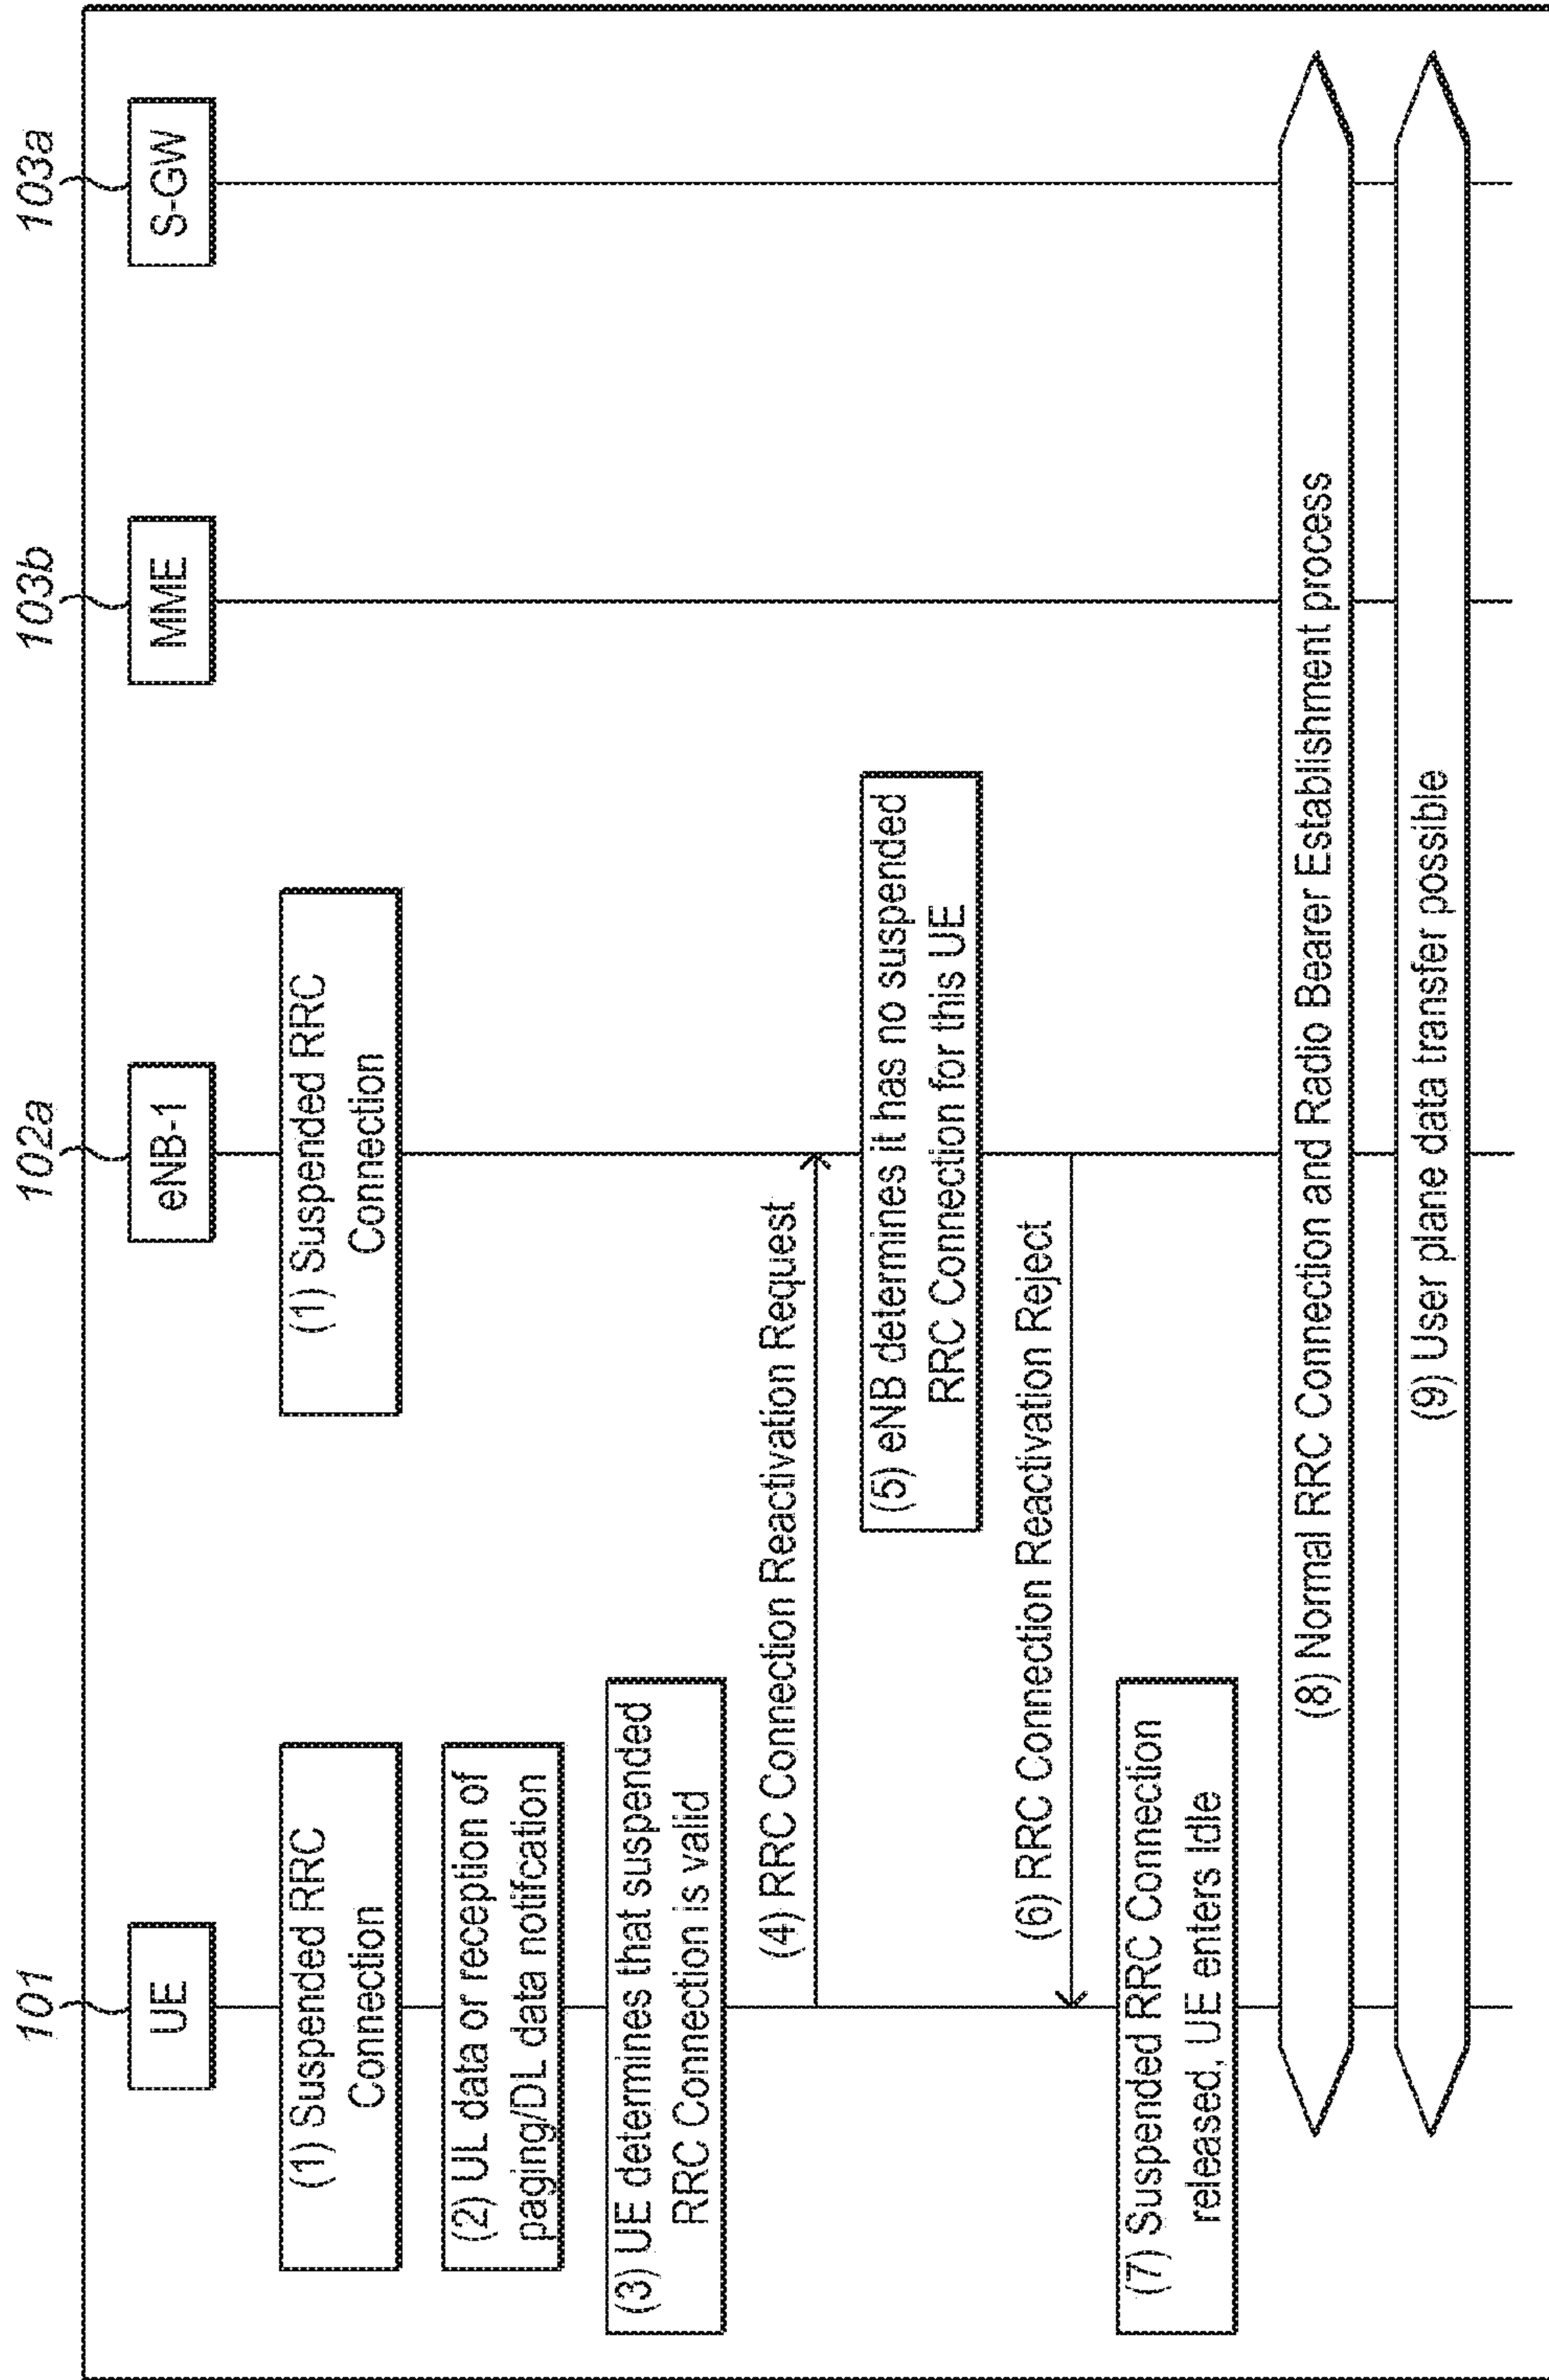 101
102a
103b
103a
UE
eNB-1
MME
S-GW
(1) Suspended RRC
Connection
(1) Suspended RRC
Connection
(2) UL data or reception of
paging/DL data notifcation
(3) UE determines that suspended
RRC Connection is valid
(4) RRC Connection Reactivation Request
(5) eNB determines it has no suspended
RRC Connection for this UE
(6) RRC Connection Reactivation Reject
(7) Suspended RRC Connection
released, UE enters Idle
(8) Normal RRC Connection and Radio Bearer Establishment process
(9) User plane data transfer possible